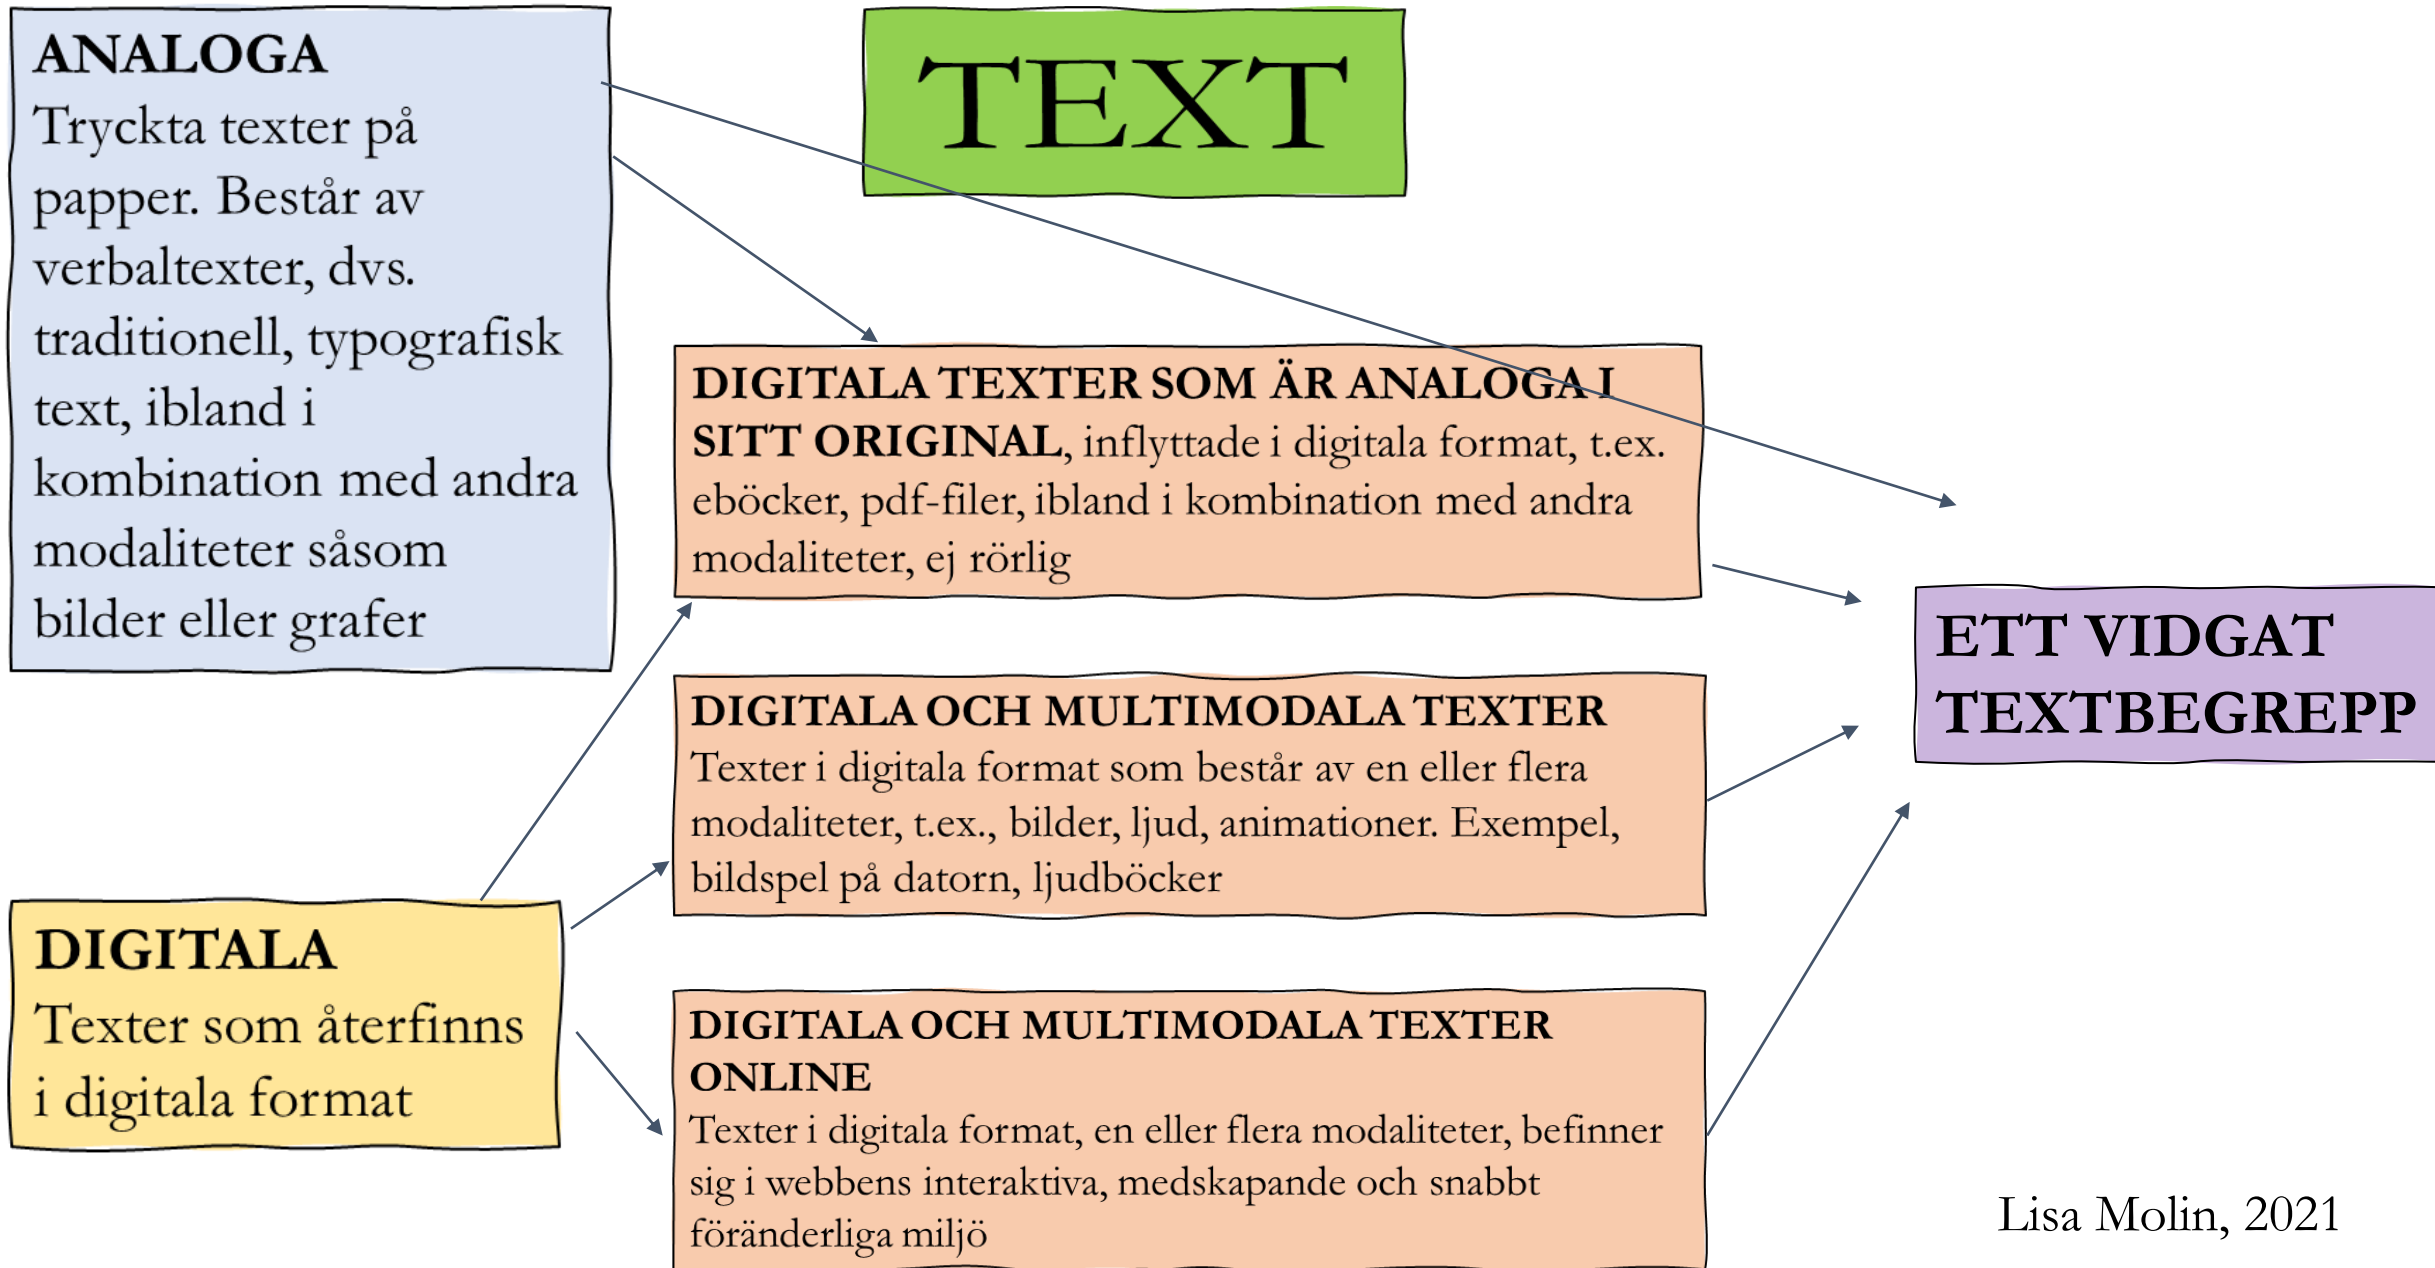 ANALOGA
Tryckta texter på
papper. Består av
verbaltexter, dvs.
traditionell, typografisk
text, ibland i
kombination med andra
modaliteter såsom
bilder eller grafer
TEXT
DIGITALA TEXTER SOM ÄR ANALOGA I
SITT ORIGINAL, inflyttade i digitala format, t.ex.
eböcker, pdf-filer, ibland i kombination med andra
modaliteter, ej rörlig
DIGITALA OCH MULTIMODALA TEXTER
Texter i digitala format som består av en eller flera
modaliteter, t.ex., bilder, ljud, animationer. Exempel,
bildspel på datorn, ljudböcker
ETT VIDGAT
TEXTBEGREPP
DIGITALA
Texter som återfinns
i digitala format
DIGITALA OCH MULTIMODALA TEXTER
ONLINE
Texter i digitala format, en eller flera modaliteter, befinner
sig i webbens interaktiva, medskapande och snabbt
föränderliga miljö
Lisa Molin, 2021